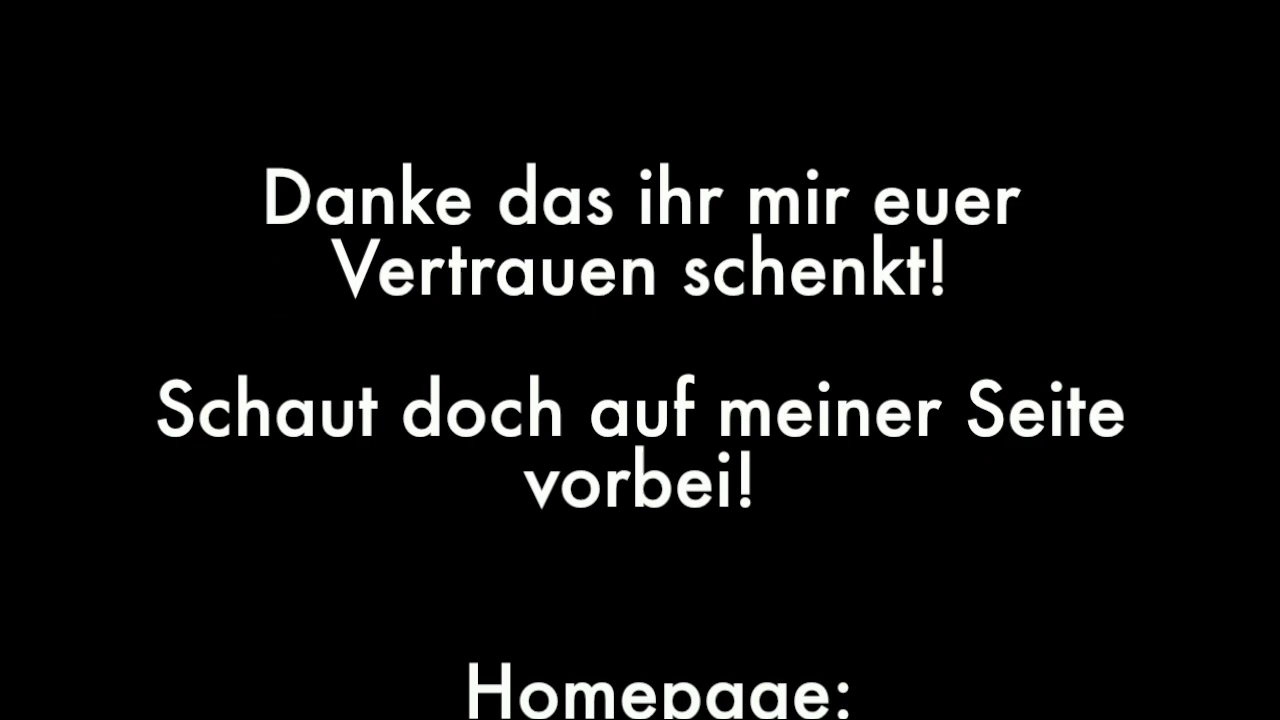 Danke das ihr mir euer
Vertrauen schenkt!
Schaut doch auf meiner Seite
vorbei!
Homepage: